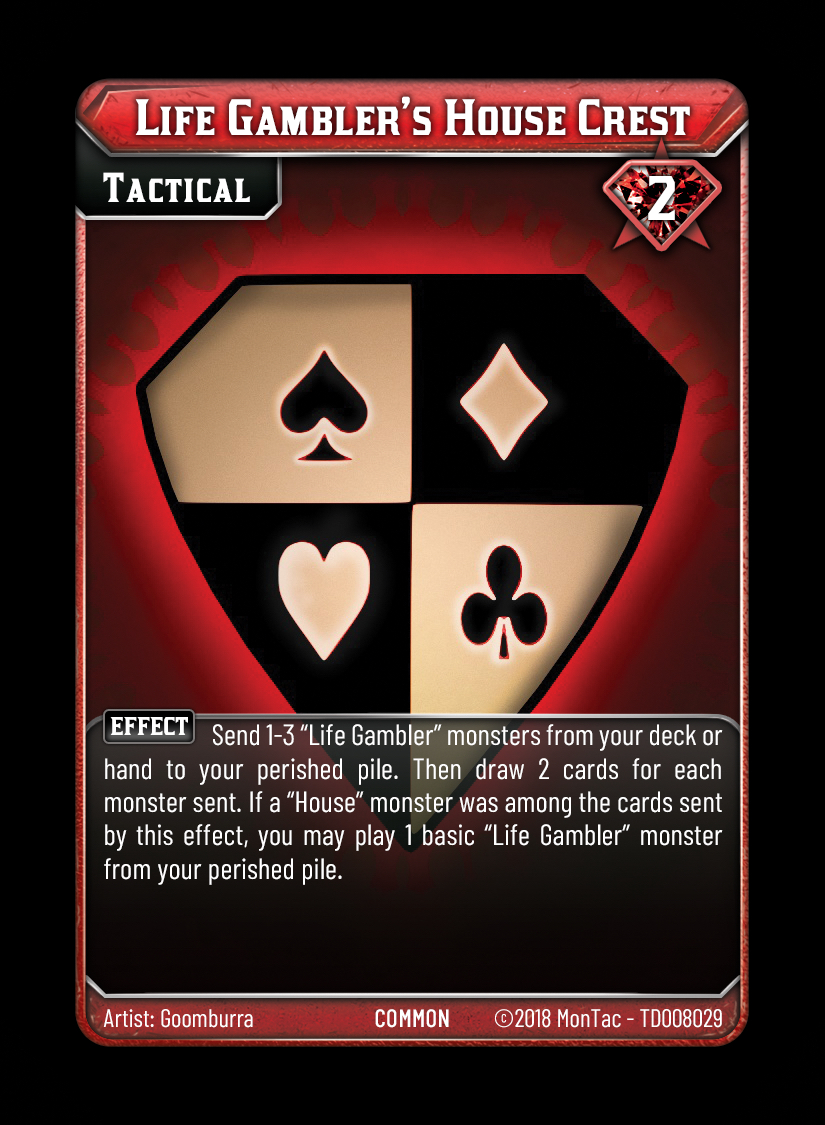 LIFE GAMBLER'S HOUSE CREST
TACTICAL
2
EFFECT Send 1-3 “Life Gambler” monsters from your deck or
hand to your perished pile. Then draw 2 cards for each
monster sent. If a “House” monster was among the cards sent
by this effect, you may play 1 basic “Life Gambler” monster
from your perished pile.
Artist: Goomburra COMMON ©2018 MonTac - TD008029